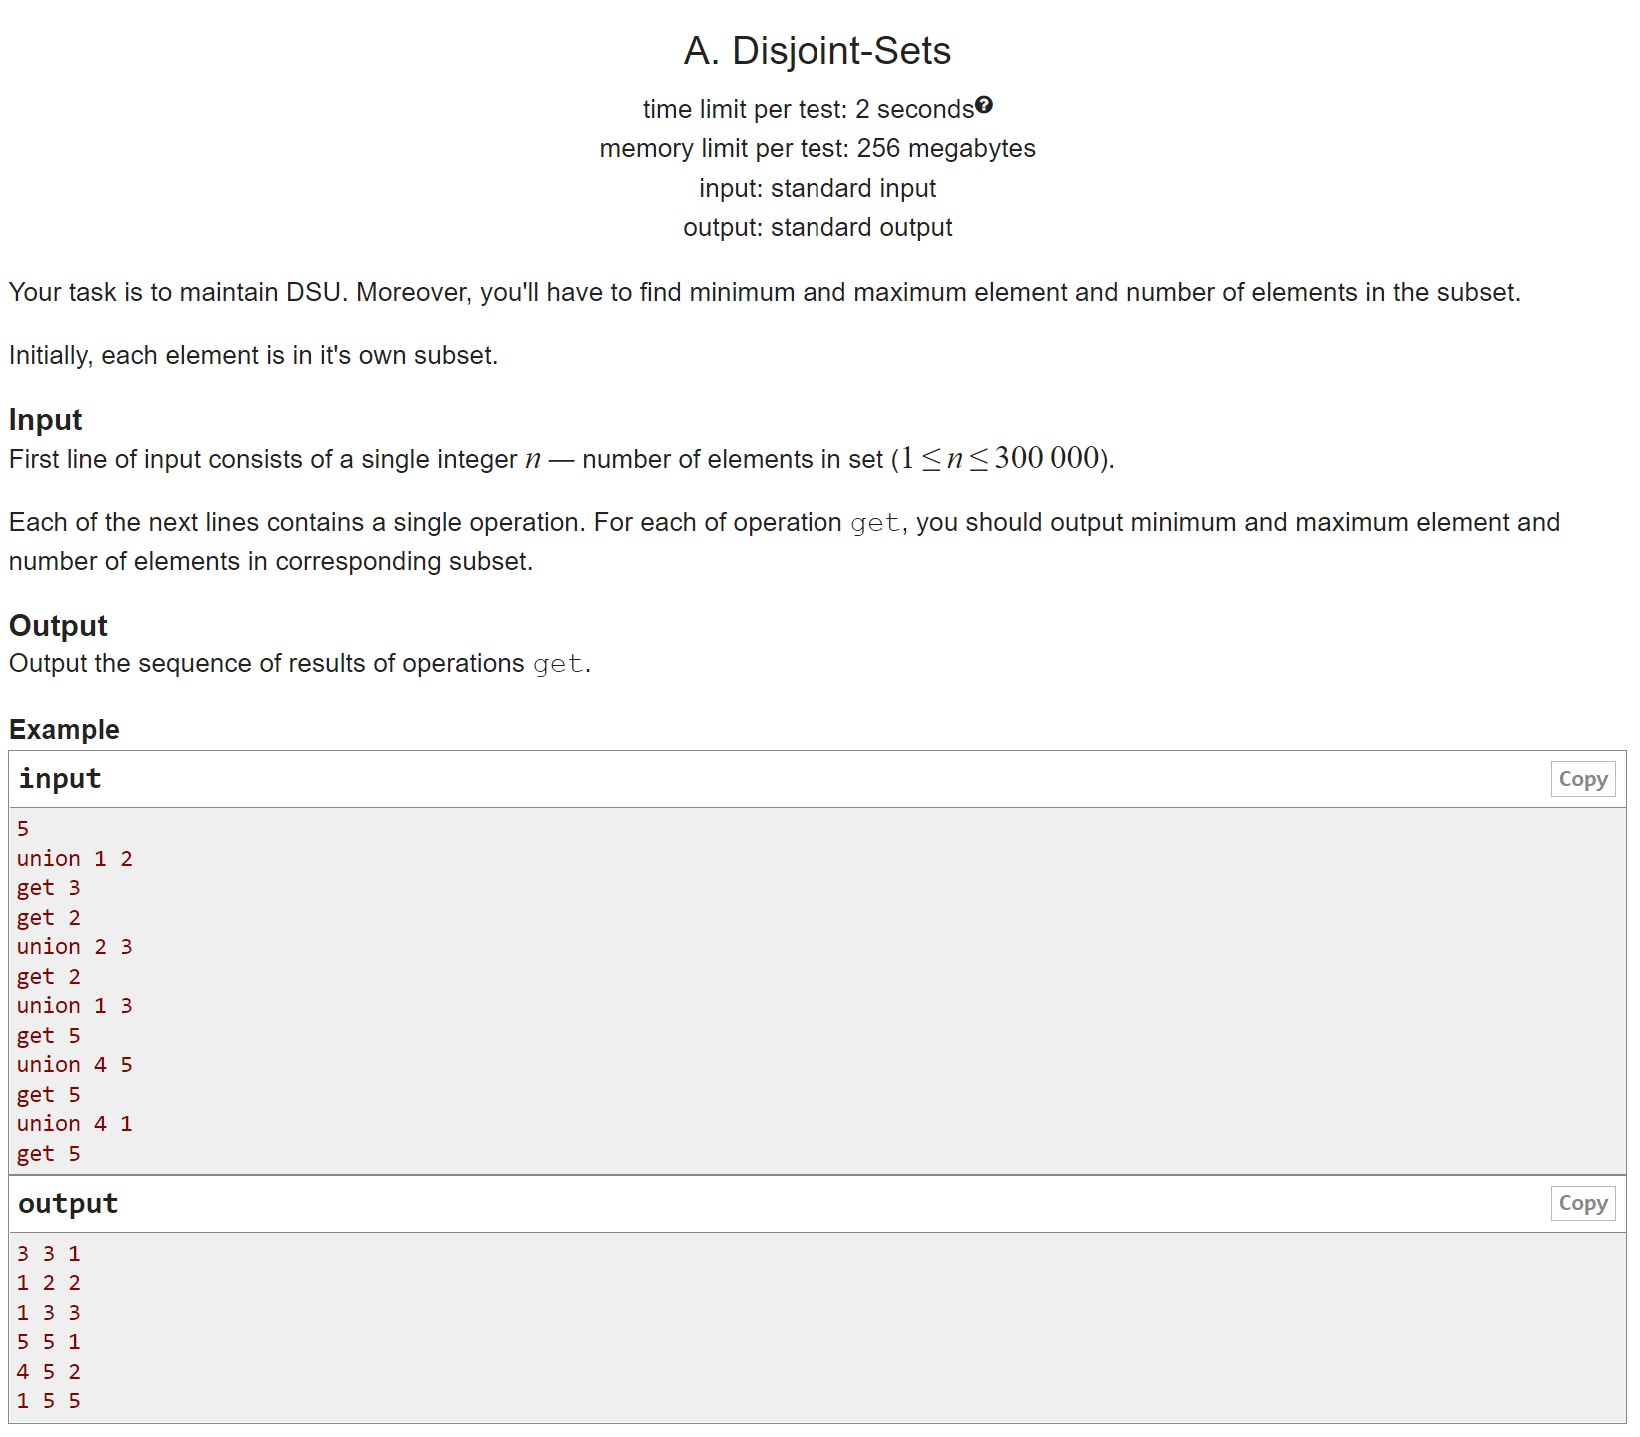 A. Disjoint-Sets
time limit per test: 2 seconds
memory limit per test: 256 megabytes
input: standard input
output: standard output
Your task is to maintain DSU. Moreover, you'll have to find minimum and maximum element and number of elements in the subset.
Initially, each element is in it's own subset.
Input
First line of input consists of a single integer n — number of elements in set (1 ≤ n ≤ 300 000).
Each of the next lines contains a single operation. For each of operation get, you should output minimum and maximum element and
number of elements in corresponding subset.
Output
Output the sequence of results of operations get.
Example
input
Copy
5
union 1 2
get 3
get 2
union 2 3
get 2
union 1 3
get 5
union 4 5
get 5
union 4 1
get 5
output
Copy
3 3 1
1 2 2
1 3 3
5 5 1
4 5 2
1 5 5